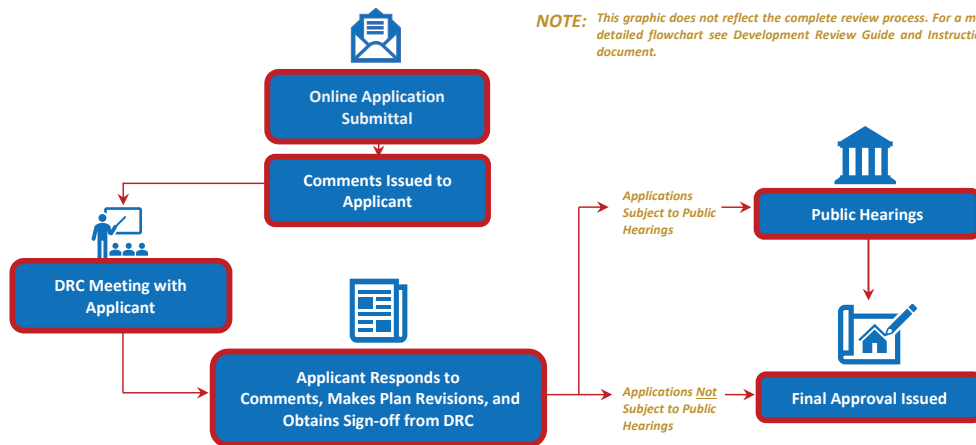 NOTE: This graphic does not reflect the complete review process. For a
detailed flowchart see Development Review Guide and
document.
Online Application
Submittal
Comments Issued to
Applicant
DRC Meeting with
Applicant
Applicant Responds to
Comments, Makes Plan Revisions, and
Obtains Sign-off from DRC
Applications
Subject to Public
Hearings
Public Hearings
Applications Not
Subject to Public
Hearings
Final Approval Issued